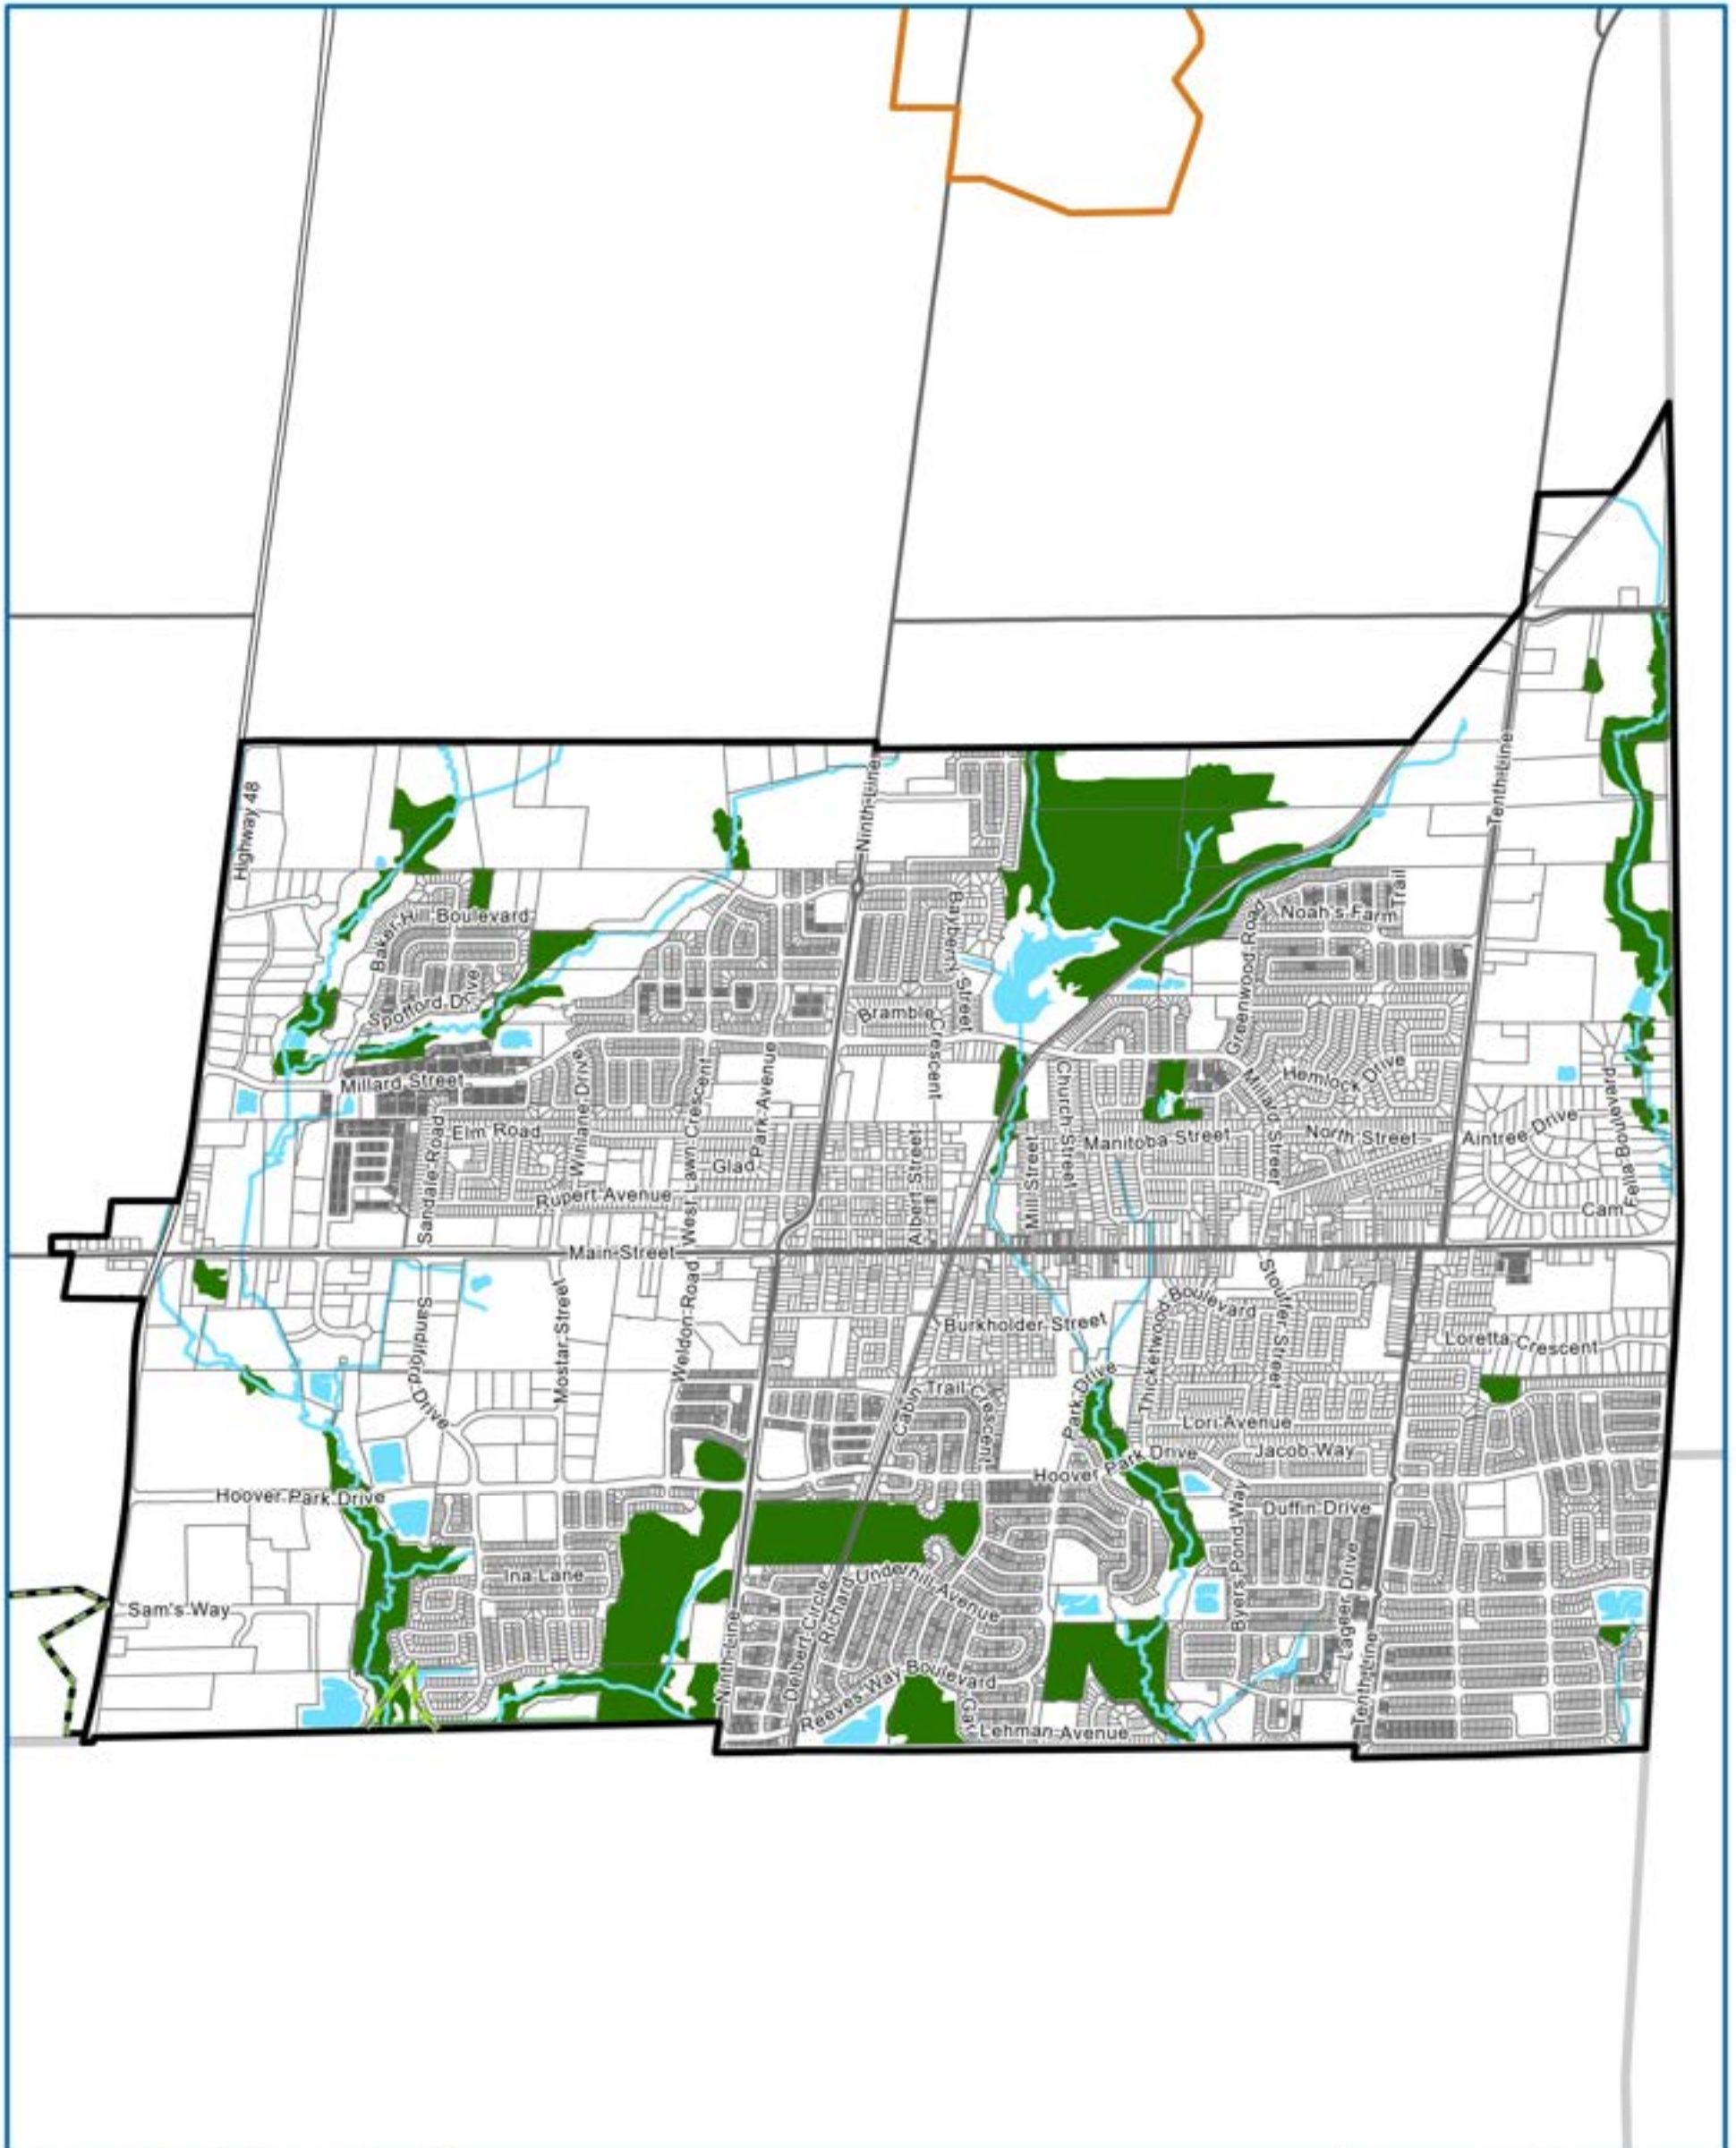 Tenth Line
Ninth Line
Highway 48
Baker Hill Boulevard
Bayberry Street
Noah's Farm Trail
Greenwood Road
Spofford Drive
Bramble Crescent
Millard Street
Winlane Drive
West Lawn Crescent
Park Avenue
Church Street
Hemlock Drive
Millard Street
Elm Road
Sandale Road
Glad
Albert Street
Mill Street
Manitoba Street
North Street
Aintree Drive
Fella Boulevard
Rupert Avenue
Cam
Main Street
Sandiford Drive
Mostar Street
Weldon Road
Burkholder Street
Thicketwood Boulevard
Stouffer Street
Loretta Crescent
Cabin Trail Crescent
Park Drive
Lori Avenue
Jacob Way
Hoover Park Drive
Hoover Park Drive
Duffin Drive
Byers Pond Way
Ina Lane
Richard Underhill Avenue
Lageer Drive
Sam's Way
Ninth Line
Delbert Circle
Reeves Way Boulevard
Tenth Line
Lehman Avenue